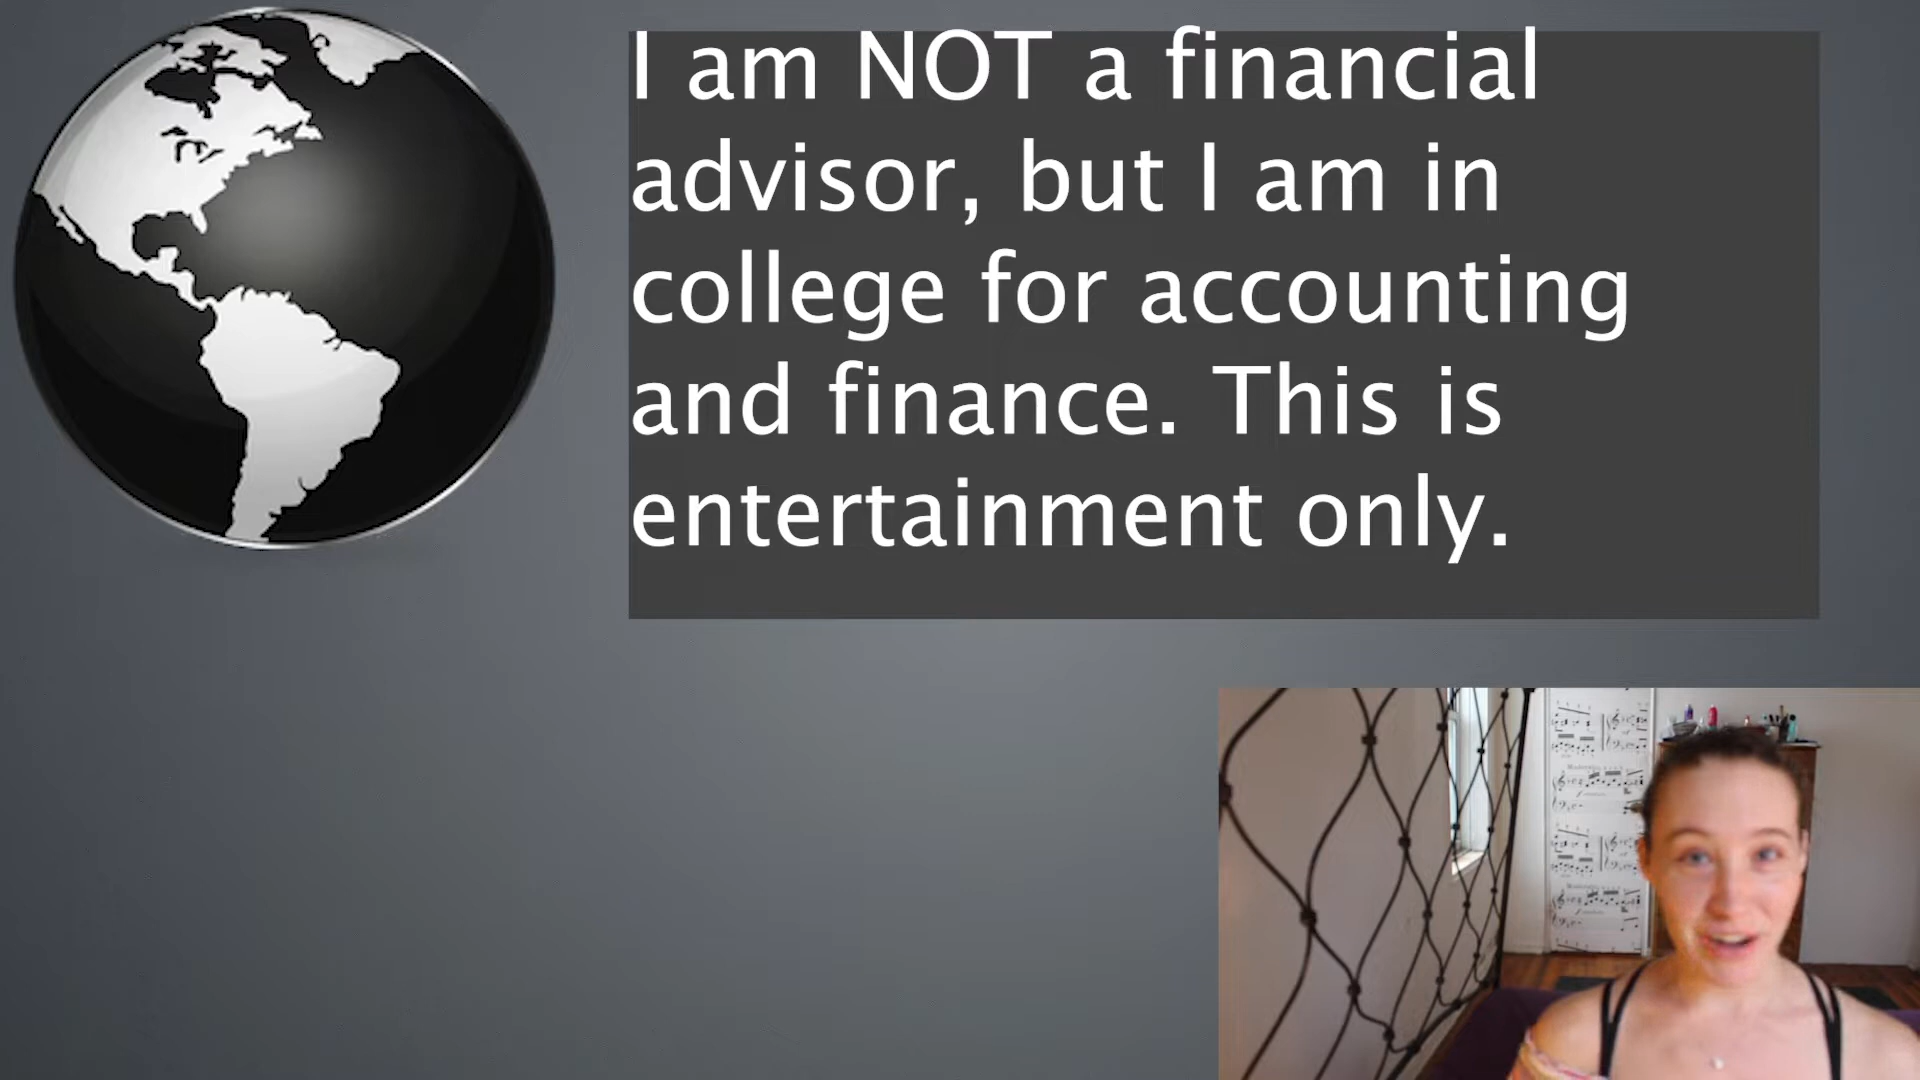 I am NOT a financial
advisor, but I am in
college for accounting
and finance. This is
entertainment only.